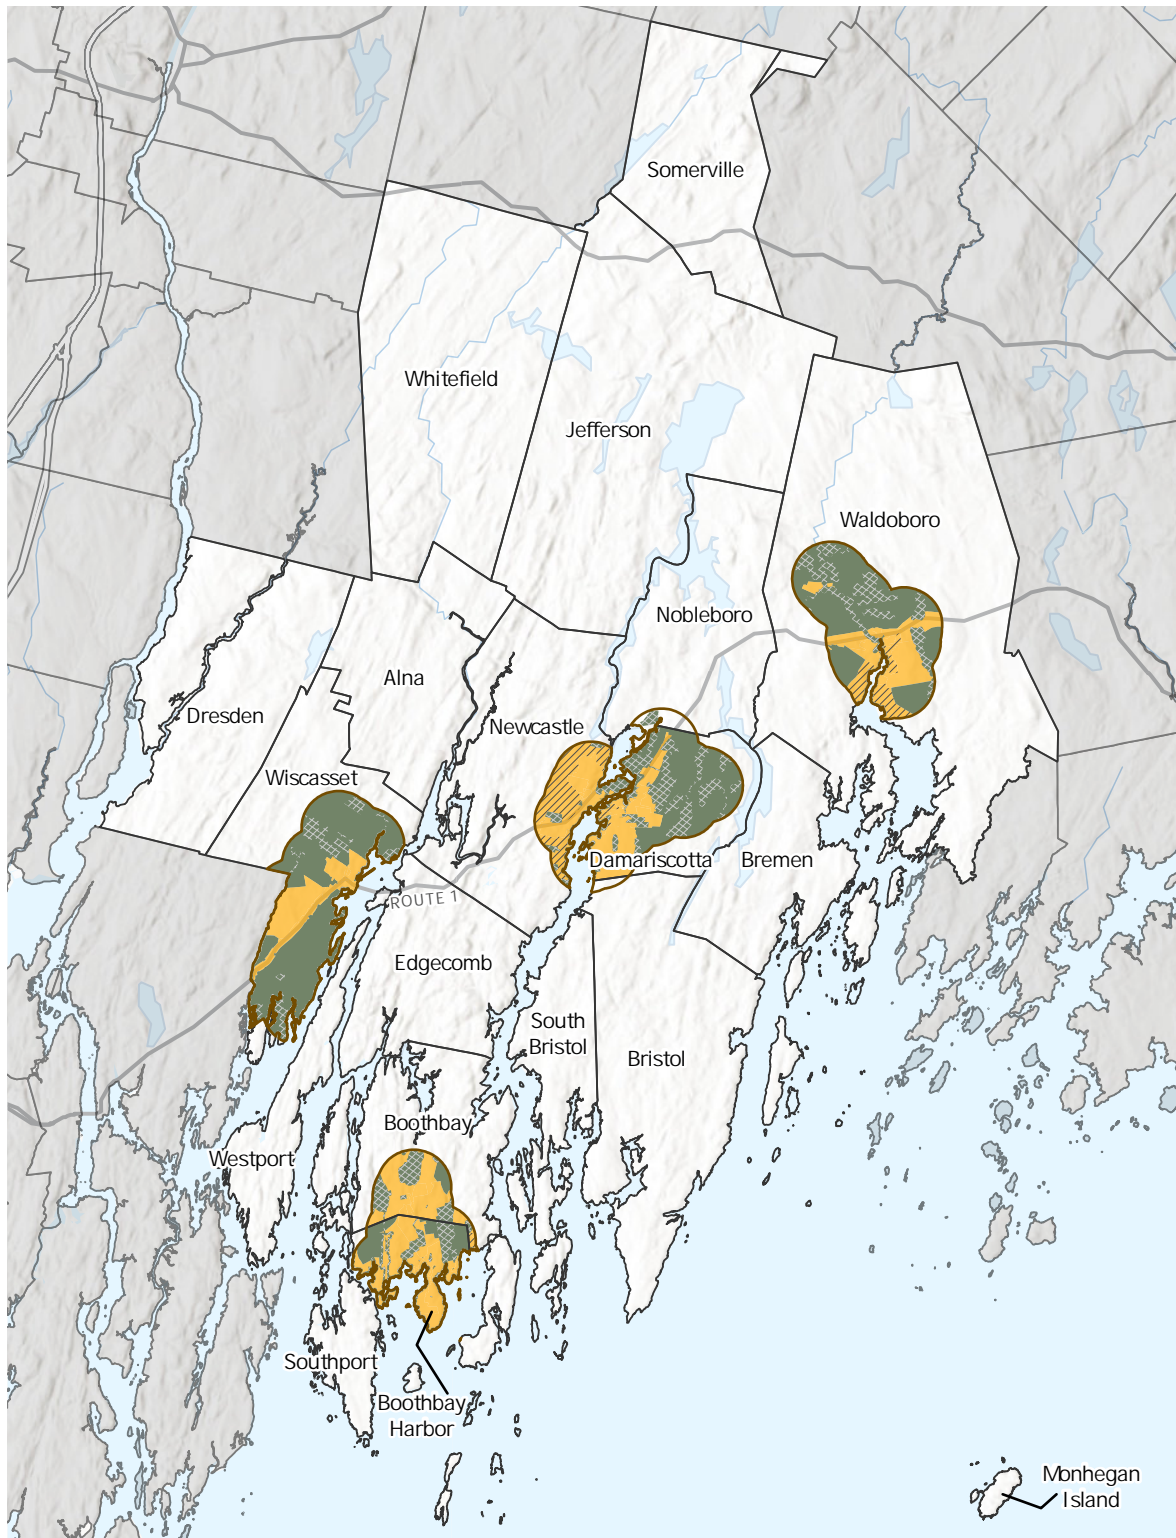 Somerville
Whitefield
Jefferson
Waldoboro
Nobleboro
Alna
Dresden
Newcastle
Wiscasset
Damariscotta
Bremen
ROUTE 1
Edgecomb
South
Bristol
Bristol
Boothbay
Westport
Southport
Boothbay
Harbor
Monhegan
Island